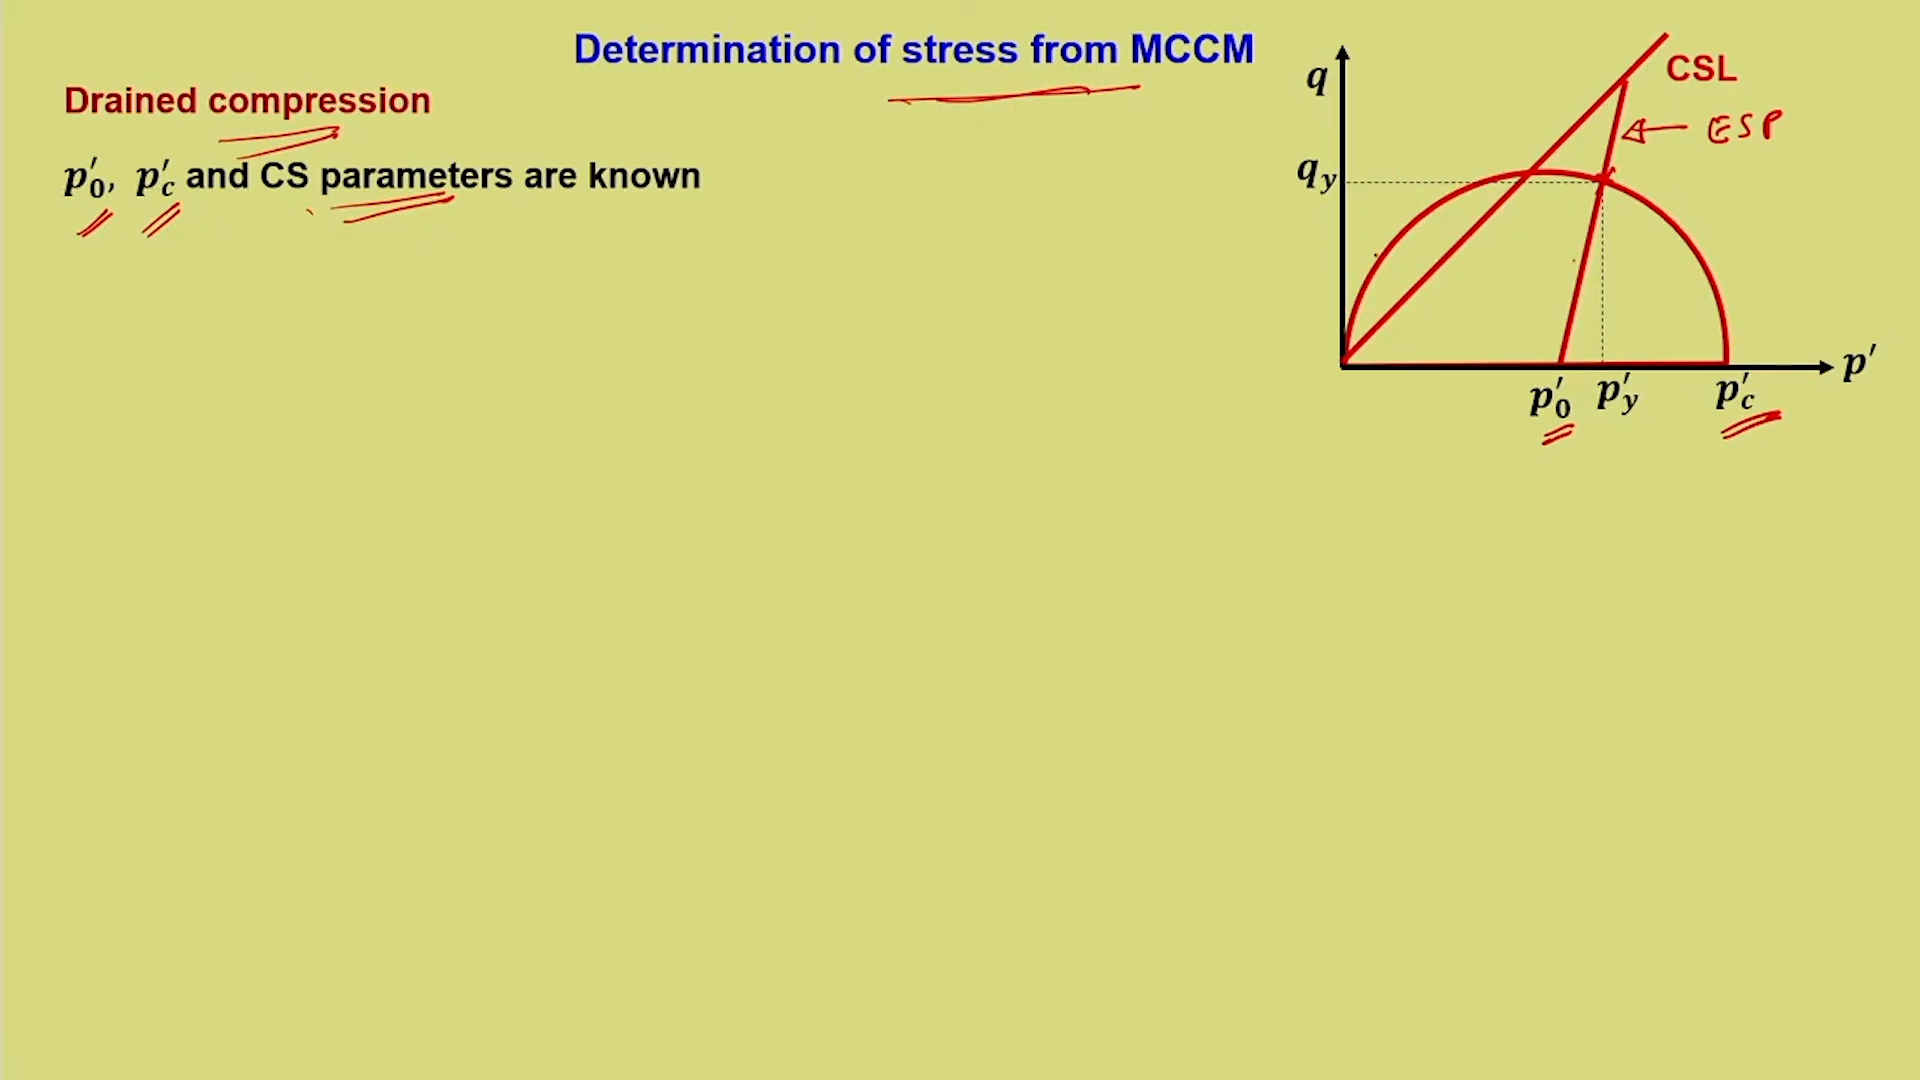 Determination of stress from MCCM
Drained compression
p′₀, p′c and CS parameters are known
q
CSL
ESP
qy
p′
p′₀ p′y p′c